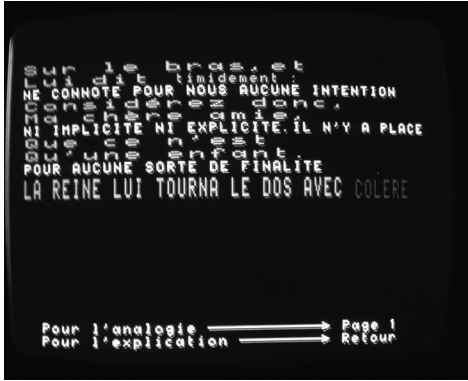 Sur le bras,et
Lui dit timidement :
NE CONNOTE POUR NOUS AUCUNE INTENTION
Considérez donc,
Ma chère amie,
NI IMPLICITE NI EXPLICITE.IL N'Y A PLACE
Que ce n'est
Qu'une enfant.
POUR AUCUNE SORTE DE FINALITE
LA REINE LUI TOURNA LE DOS AVEC COLERE
Pour l'analogie ————→ Page 1
Pour l'explication ————→ Retour